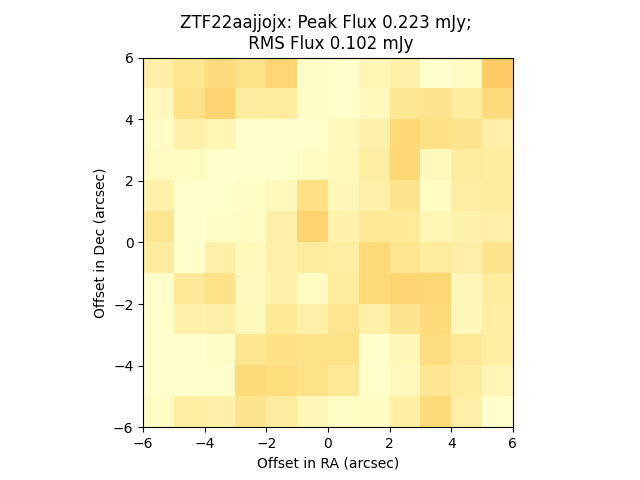 ZTF22aajjojx: Peak Flux 0.223 mJy;
RMS Flux 0.102 mJy
6
4
2
0
−2
−4
−6
Offset in Dec (arcsec)
−6 −4 −2 0 2 4 6
Offset in RA (arcsec)